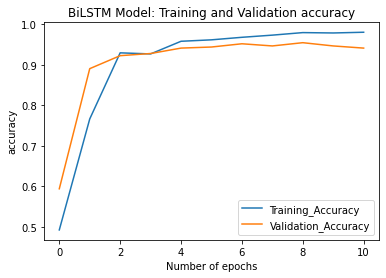 BiLSTM Model: Training and Validation accuracy
1.0
0.9
0.8
0.7
0.6
0.5
accuracy
0 2 4 6 8 10
Number of epochs
Training_Accuracy
Validation_Accuracy